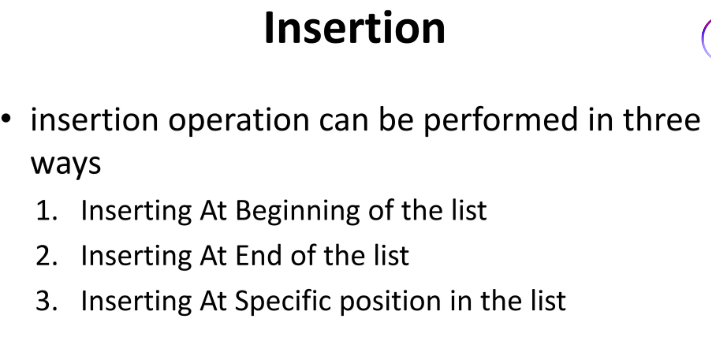 Insertion
• insertion operation can be performed in three
ways
1. Inserting At Beginning of the list
2. Inserting At End of the list
3. Inserting At Specific position in the list